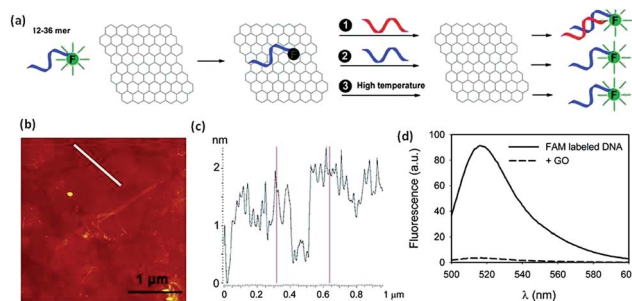 (a)
12-36 mer
F
F
1
2
3 High temperature
F
F
F
(b)
1 μm
(c)
nm
2
1
0
0 0.2 0.4 0.6 0.8 1 μm
(d)
Fluorescence (a.u.)
100
80
60
40
20
0
FAM labeled DNA
+ GO
500 520 540 560 580 60
λ (nm)